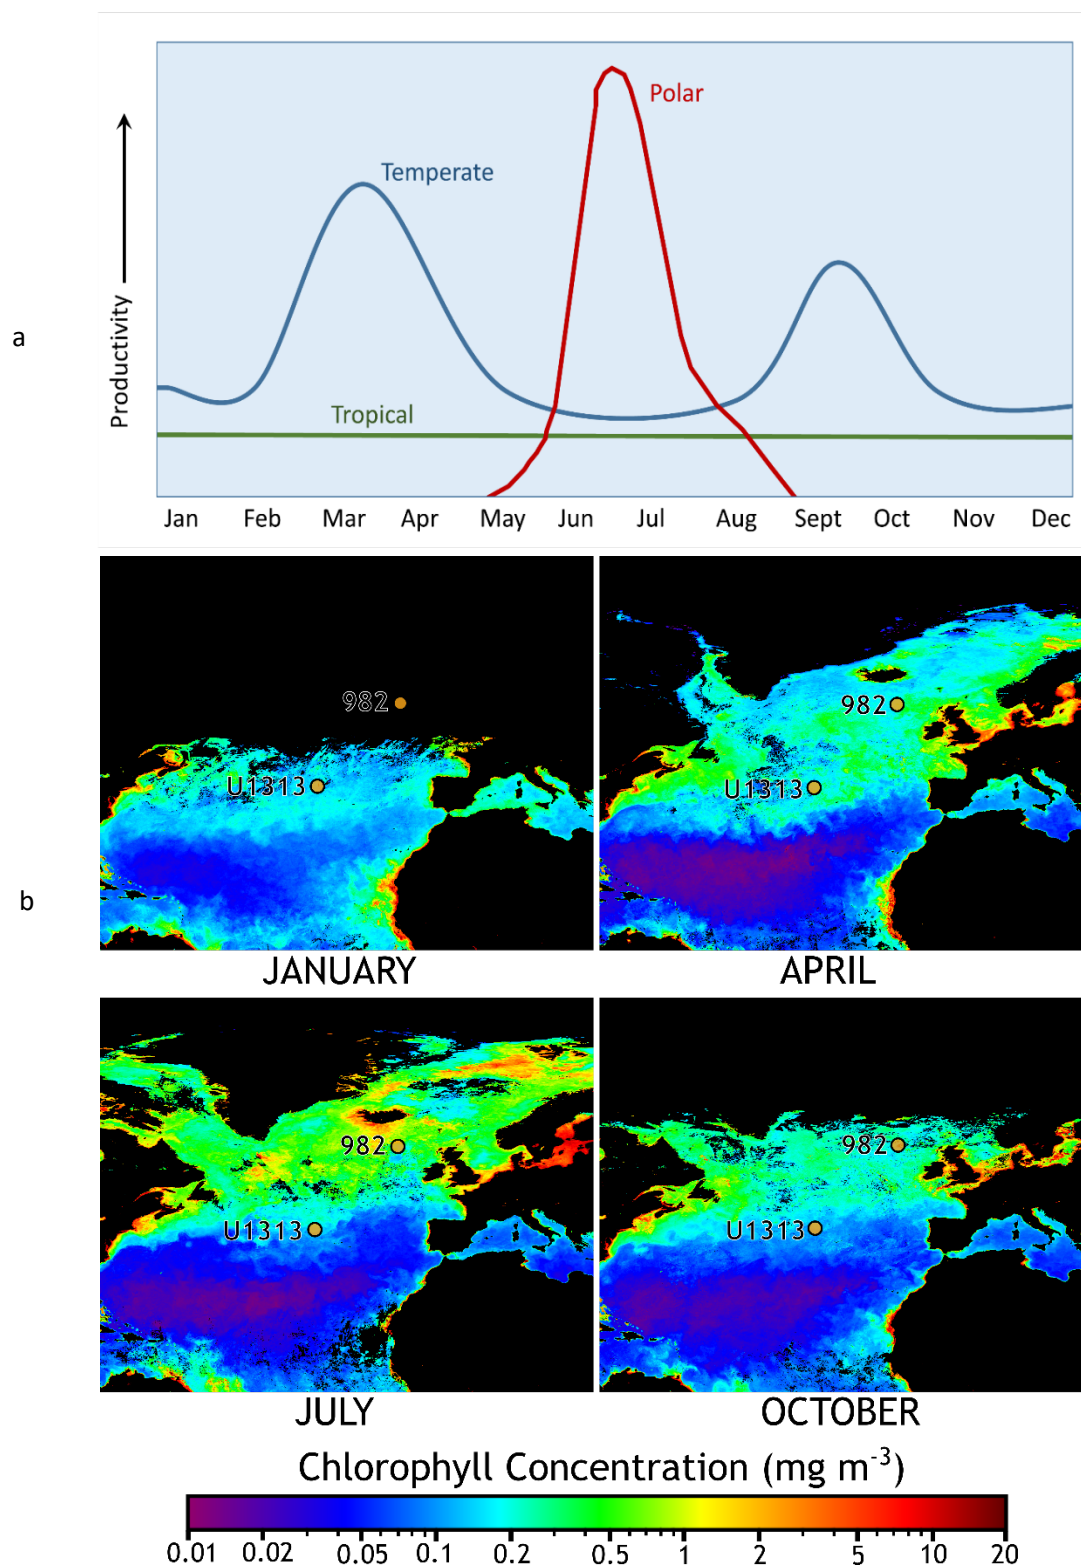 Polar
Temperate
Tropical
Productivity
a
Jan Feb Mar Apr May Jun Jul Aug Sept Oct Nov Dec
982
U1313
982
U1313
b
JANUARY
APRIL
982
U1313
982
U1313
JULY
OCTOBER
Chlorophyll Concentration (mg m⁻³)
0.01 0.02 0.05 0.1 0.2 0.5 1 2 5 10 20